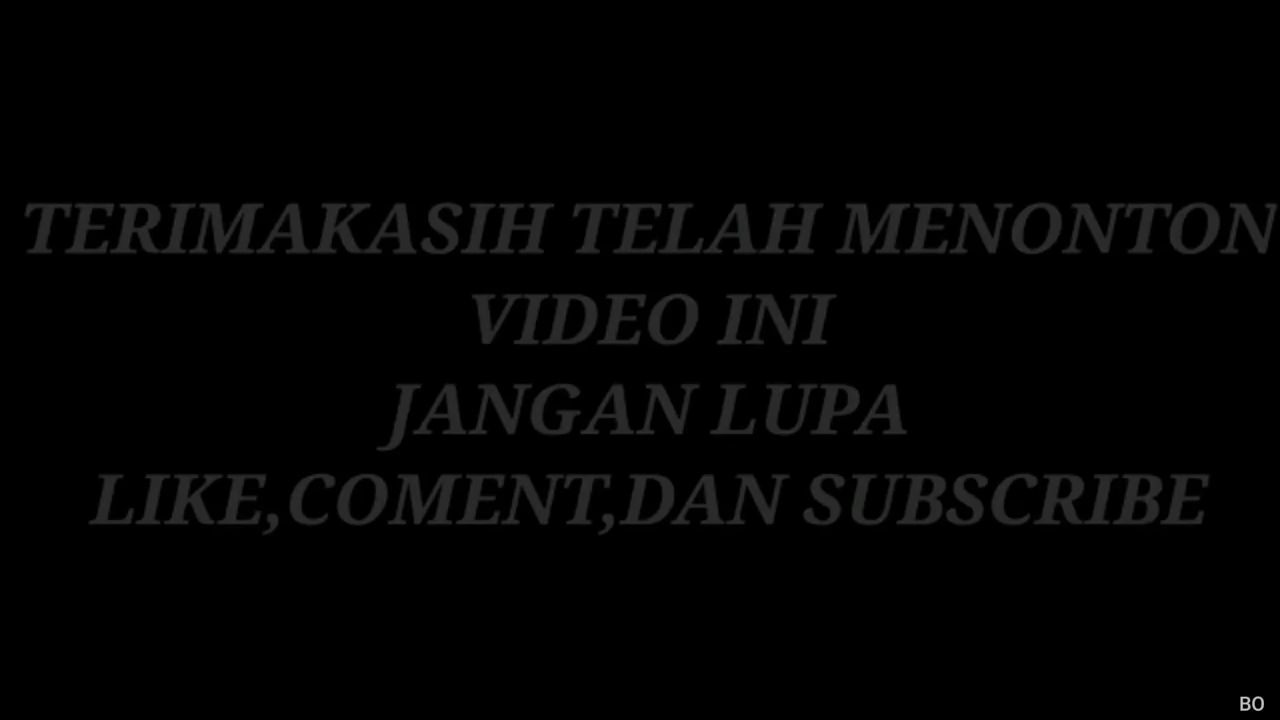 TERIMAKASIH TELAH MENONTON
VIDEO INI
JANGAN LUPA
LIKE,COMENT,DAN SUBSCRIBE
BO